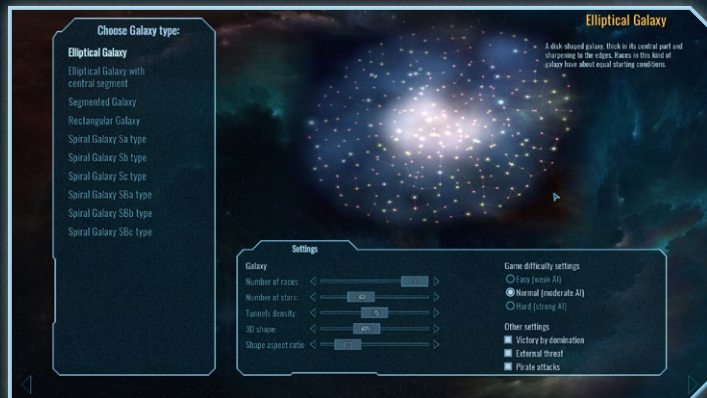 Choose Galaxy type:
Elliptical Galaxy
Elliptical Galaxy with
central segment
Segmented Galaxy
Rectangular Galaxy
Spiral Galaxy Sa type
Spiral Galaxy Sb type
Spiral Galaxy Sc type
Spiral Galaxy SBa type
Spiral Galaxy SBb type
Spiral Galaxy SBc type
Elliptical Galaxy
A disk-shaped galaxy, thick in its central part and
sharpening to the edges. Races in this kind of
galaxy have about equal starting conditions.
Settings
Galaxy
Number of races
Number of stars:
Tunnels density:
3D shape:
Shape aspect ratio
Game difficulty settings
Easy (weak AI)
Normal (moderate AI)
Hard (strong AI)
Other settings
Victory by domination
External threat
Pirate attacks